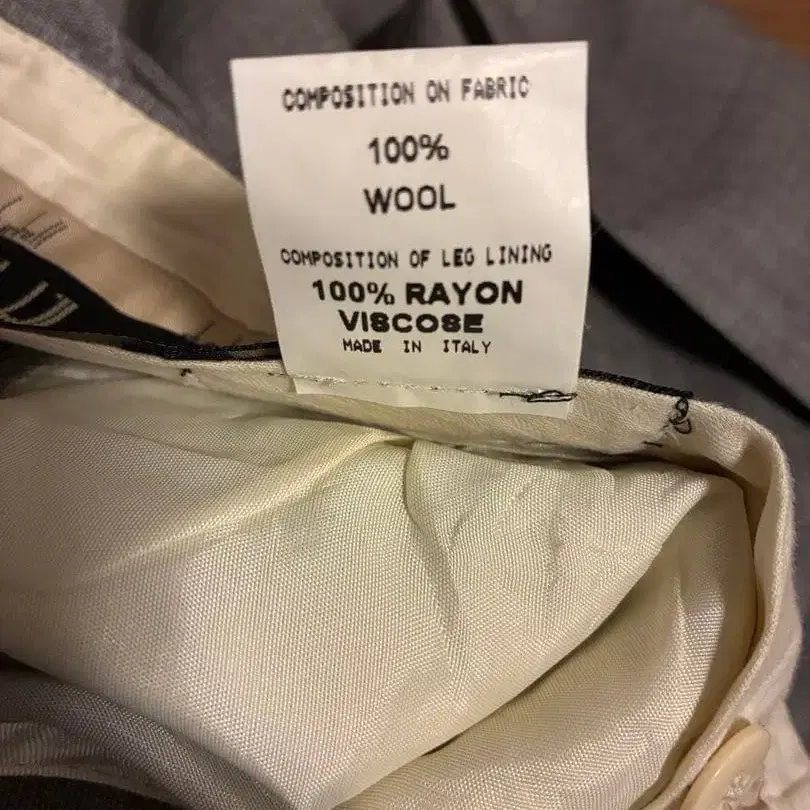 COMPOSITION ON FABRIC
100%
WOOL
COMPOSITION OF LEG LINING
100% RAYON
VISCOSE
MADE IN ITALY